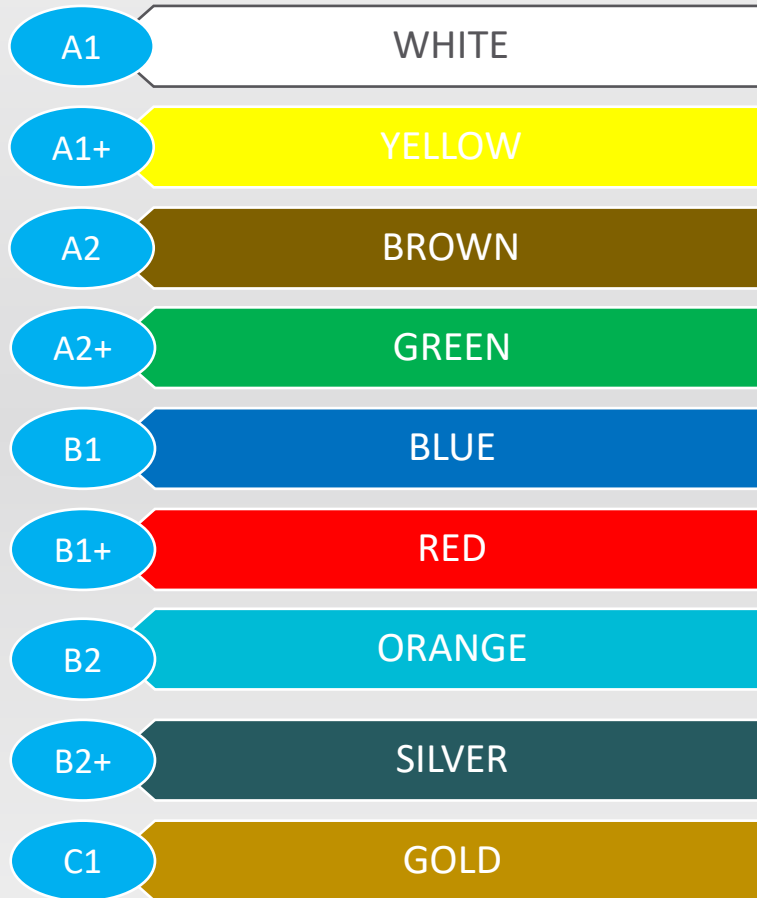 A1 WHITE
A1+ YELLOW
A2 BROWN
A2+ GREEN
B1 BLUE
B1+ RED
B2 ORANGE
B2+ SILVER
C1 GOLD